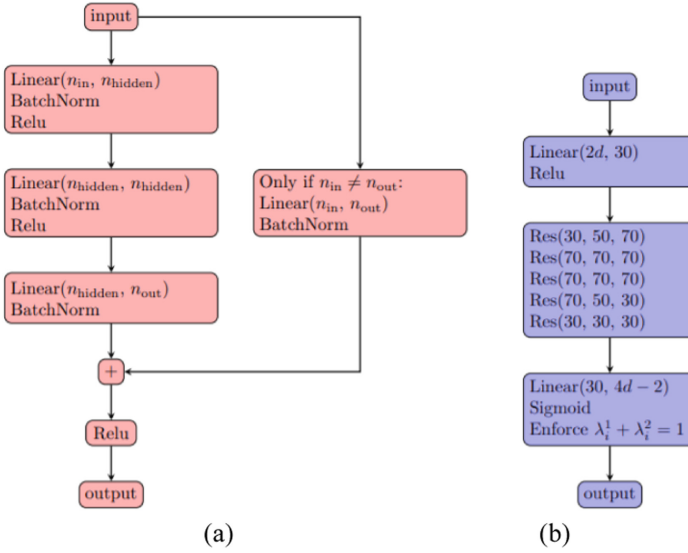 input
Linear(n_in, n_hidden)
BatchNorm
Relu
Linear(n_hidden, n_hidden)
BatchNorm
Relu
Linear(n_hidden, n_out)
BatchNorm
Only if n_in ≠ n_out:
Linear(n_in, n_out)
BatchNorm
+
Relu
output
(a)
input
Linear(2d, 30)
Relu
Res(30, 50, 70)
Res(70, 70, 70)
Res(70, 70, 70)
Res(70, 50, 30)
Res(30, 30, 30)
Linear(30, 4d − 2)
Sigmoid
Enforce λ_i^1 + λ_i^2 = 1
output
(b)